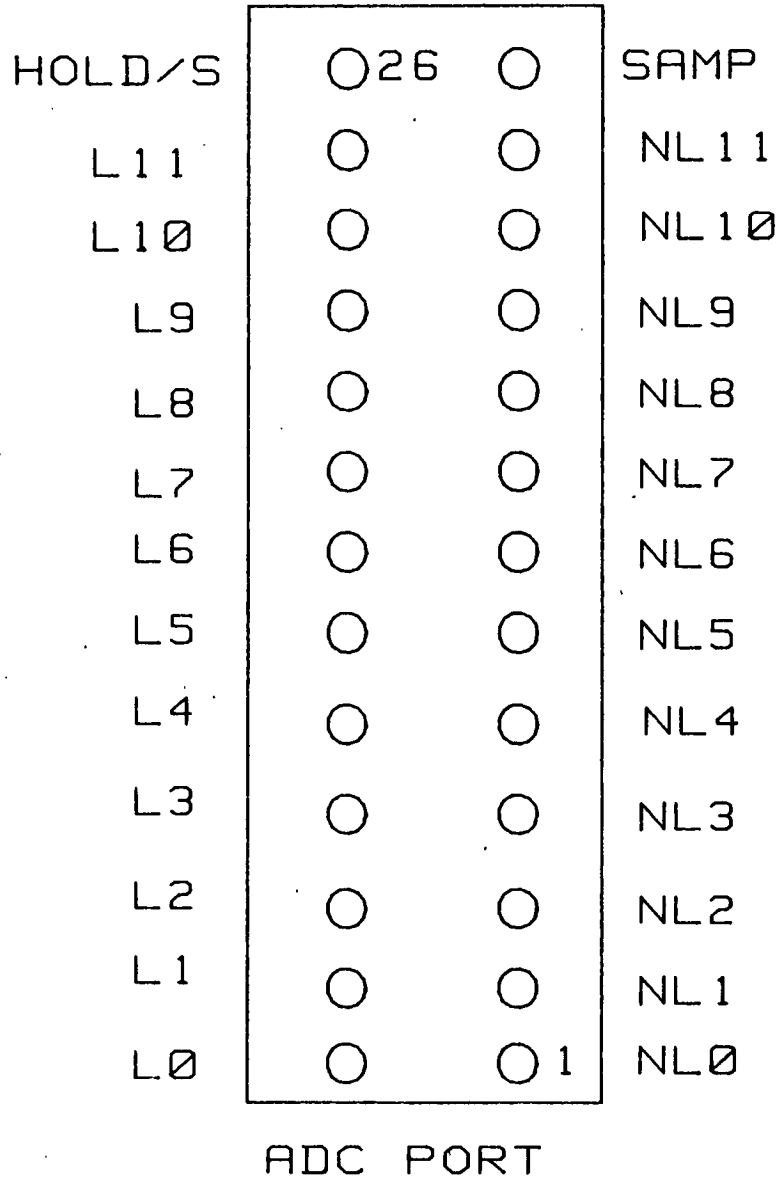 HOLD/S 26 SAMP
L11 NL11
L10 NL10
L9 NL9
L8 NL8
L7 NL7
L6 NL6
L5 NL5
L4 NL4
L3 NL3
L2 NL2
L1 NL1
L0 1 NL0
ADC PORT